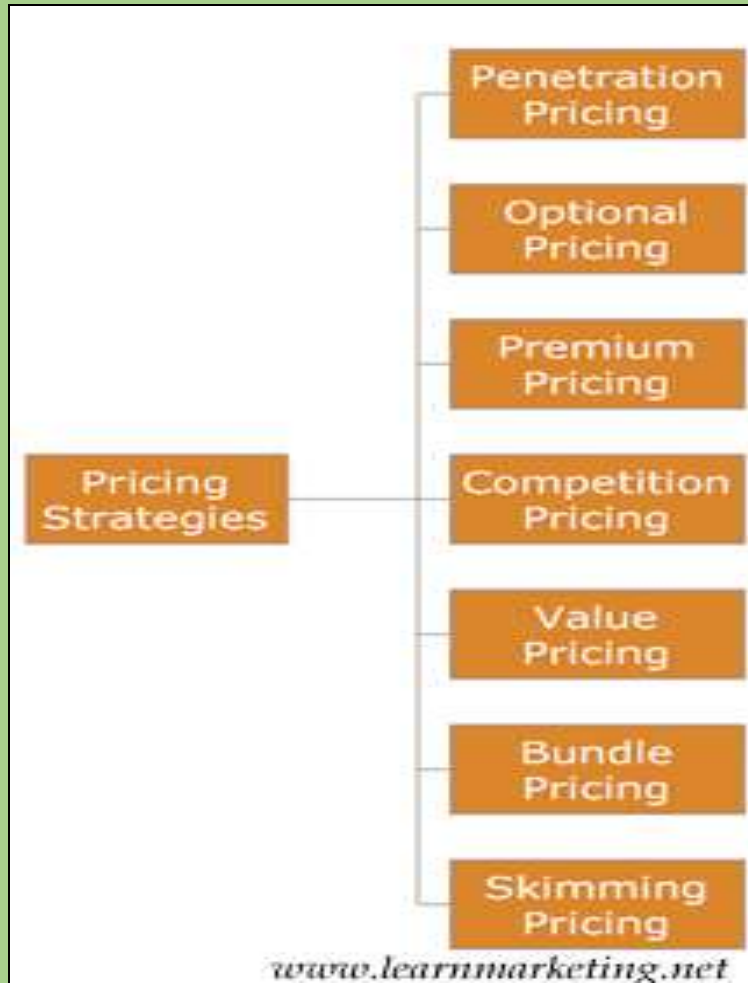 Penetration
Pricing
Optional
Pricing
Premium
Pricing
Pricing
Strategies
Competition
Pricing
Value
Pricing
Bundle
Pricing
Skimming
Pricing
www.learnmarketing.net